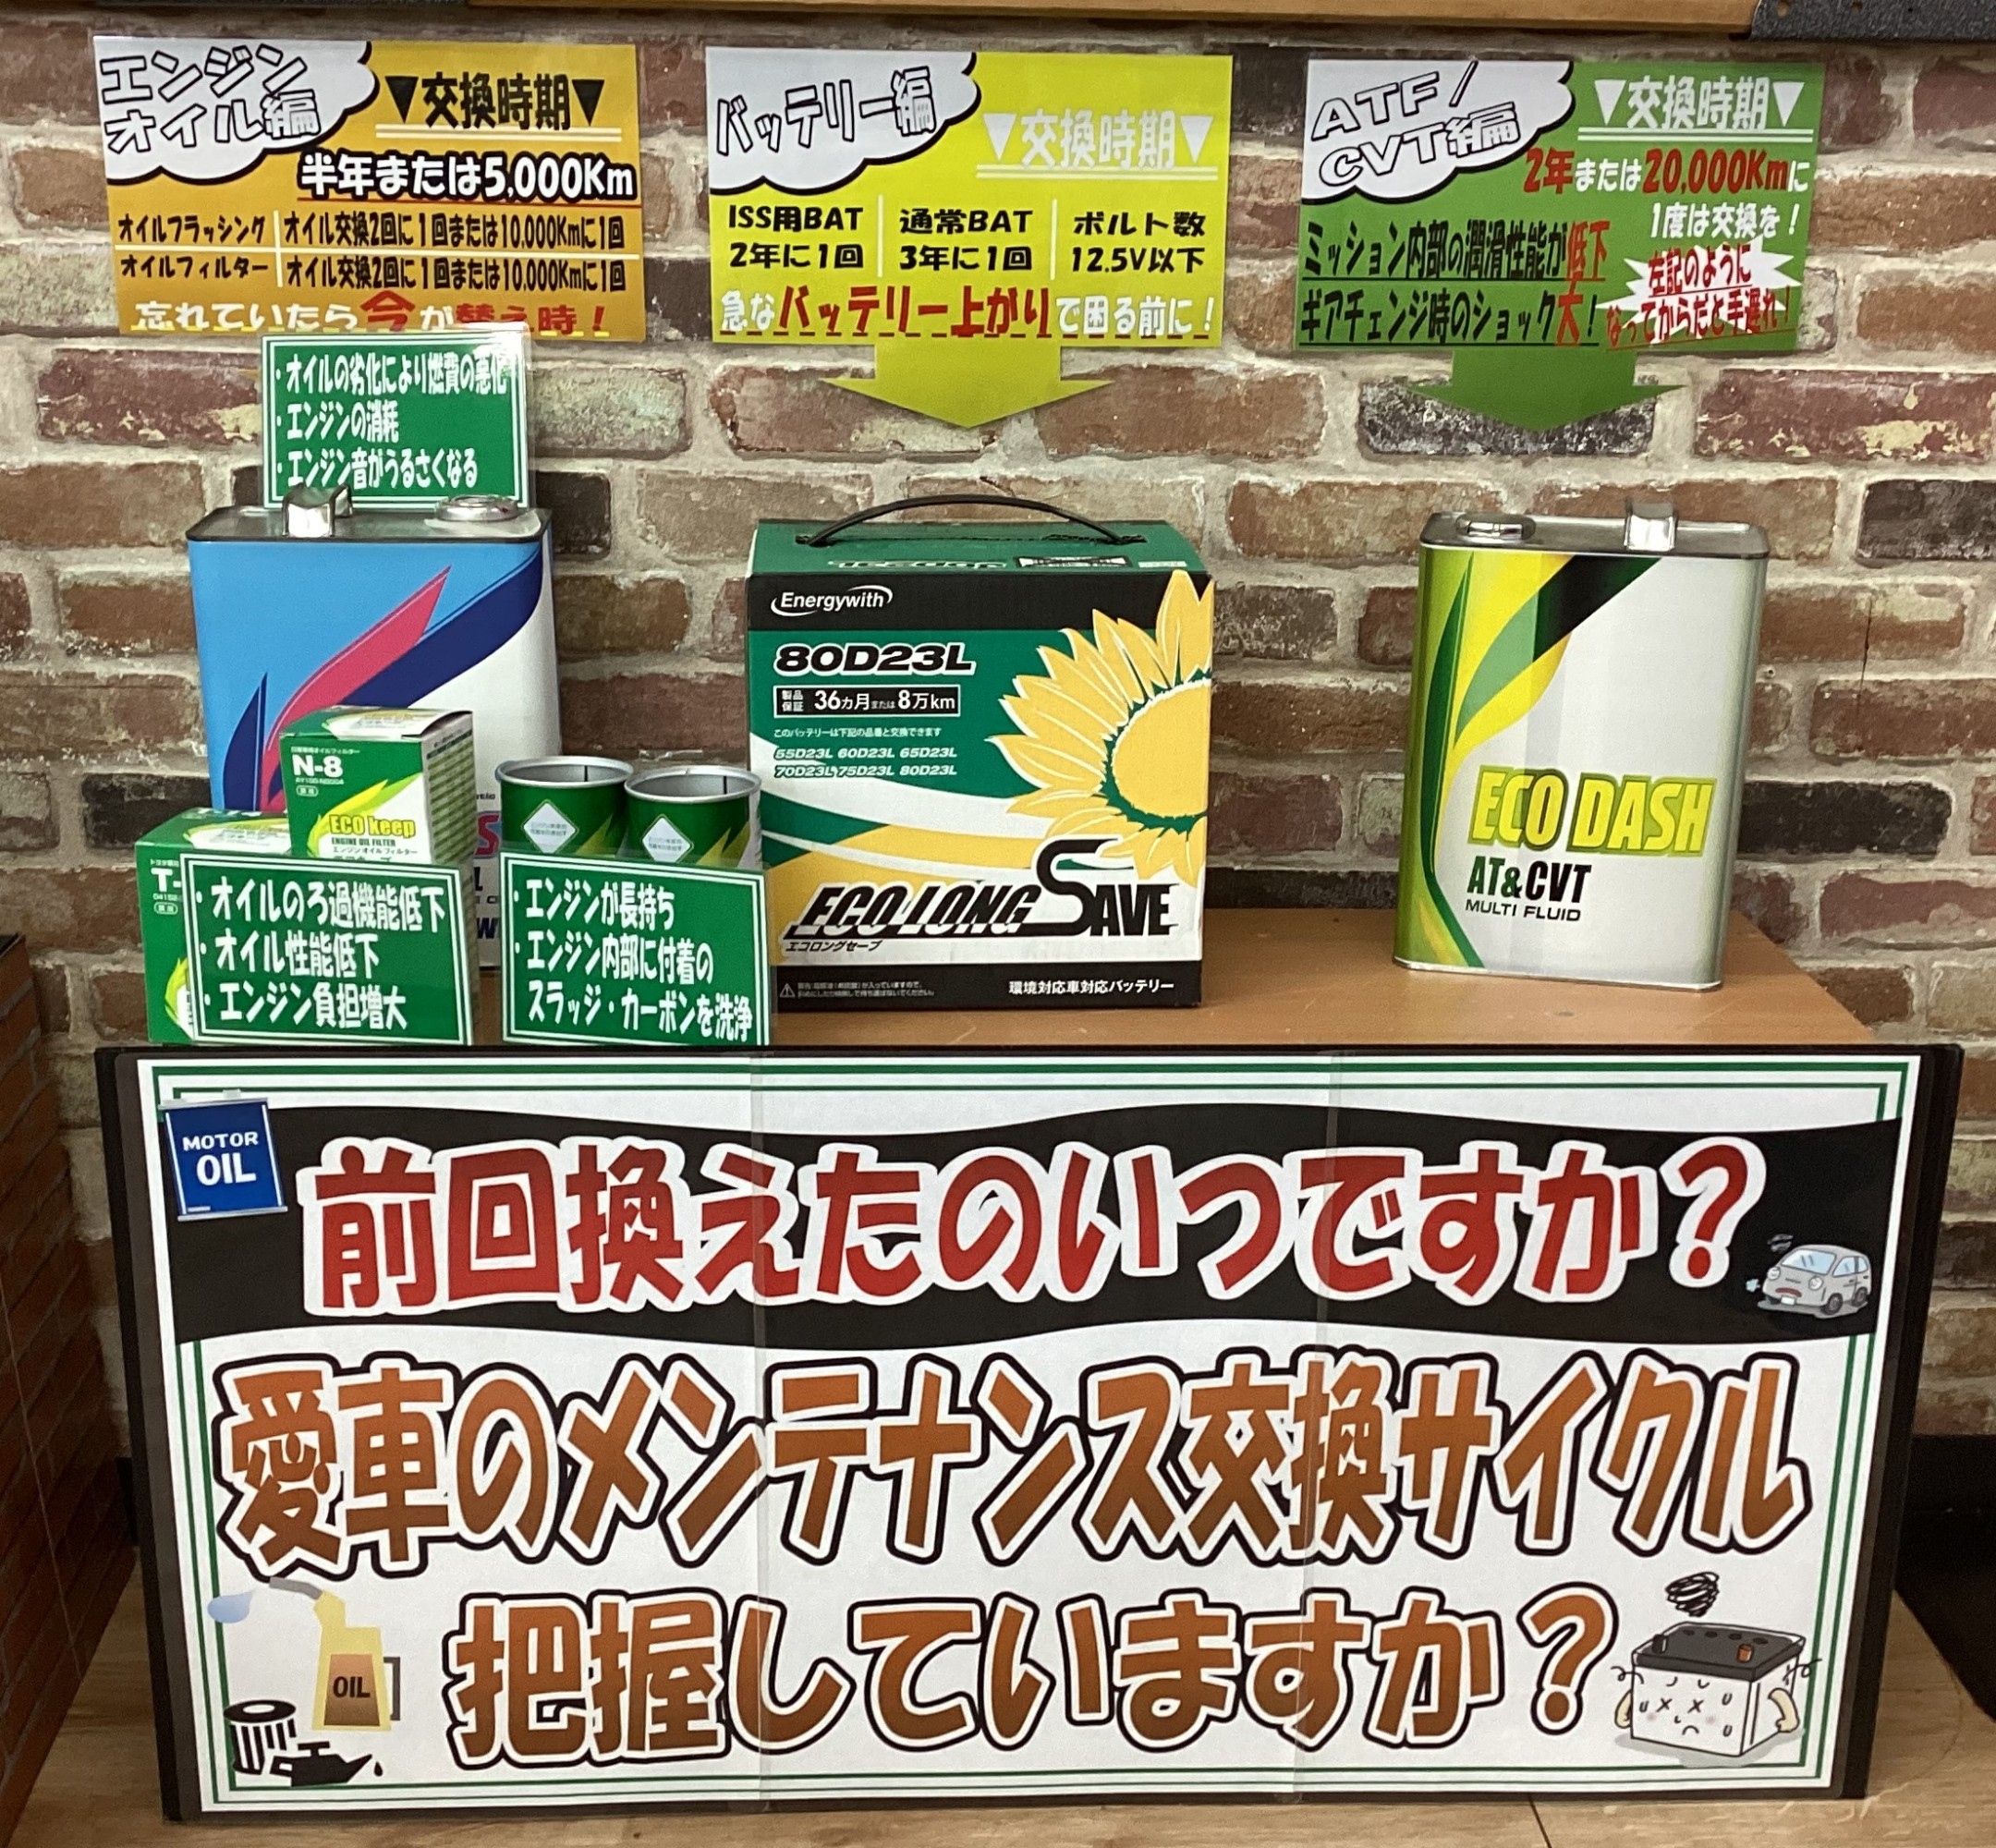 エンジン
オイル編
▼交換時期▼
半年または5,000Km
オイルフラッシング オイル交換2回に1回または10,000Kmに1回
オイルフィルター オイル交換2回に1回または10,000Kmに1回
忘れていたら今が替え時！
バッテリー編
▼交換時期▼
ISS用BAT 通常BAT ボルト数
2年に1回 3年に1回 12.5V以下
急なバッテリー上がりで困る前に！
ATF/
CVT編
▼交換時期▼
2年または20,000Kmに
1度は交換を！
ミッション内部の潤滑性能が低下
ギアチェンジ時のショック大！
左記のように
なってからだと手遅れ！
・オイルの劣化により燃費の悪化
・エンジンの消耗
・エンジン音がうるさくなる
N-8
ECO keep
ENGINE OIL FILTER
エンジンオイルフィルター
T-
・オイルのろ過機能低下
・オイル性能低下
・エンジン負担増大
・エンジンが長持ち
・エンジン内部に付着の
スラッジ・カーボンを洗浄
Energywith
80D23L
製品保証 36カ月または8万km
このバッテリーは下記の品番と交換できます
55D23L 60D23L 65D23L
70D23L 75D23L 80D23L
ECO LONG SAVE
エコロングセーブ
環境対応車対応バッテリー
ECO DASH
AT&CVT
MULTI FLUID
MOTOR
OIL
前回換えたのいつですか？
愛車のメンテナンス交換サイクル
把握していますか？
OIL